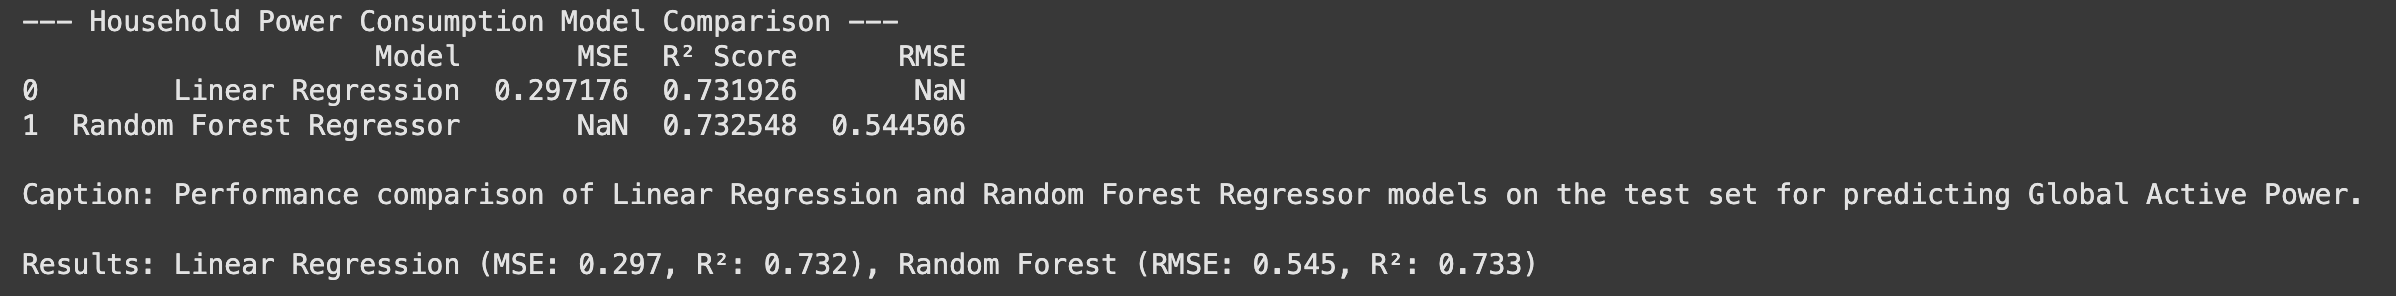 --- Household Power Consumption Model Comparison ---
Model MSE R² Score RMSE
0 Linear Regression 0.297176 0.731926 NaN
1 Random Forest Regressor NaN 0.732548 0.544506
Caption: Performance comparison of Linear Regression and Random Forest Regressor models on the test set for predicting Global Active Power.
Results: Linear Regression (MSE: 0.297, R²: 0.732), Random Forest (RMSE: 0.545, R²: 0.733)